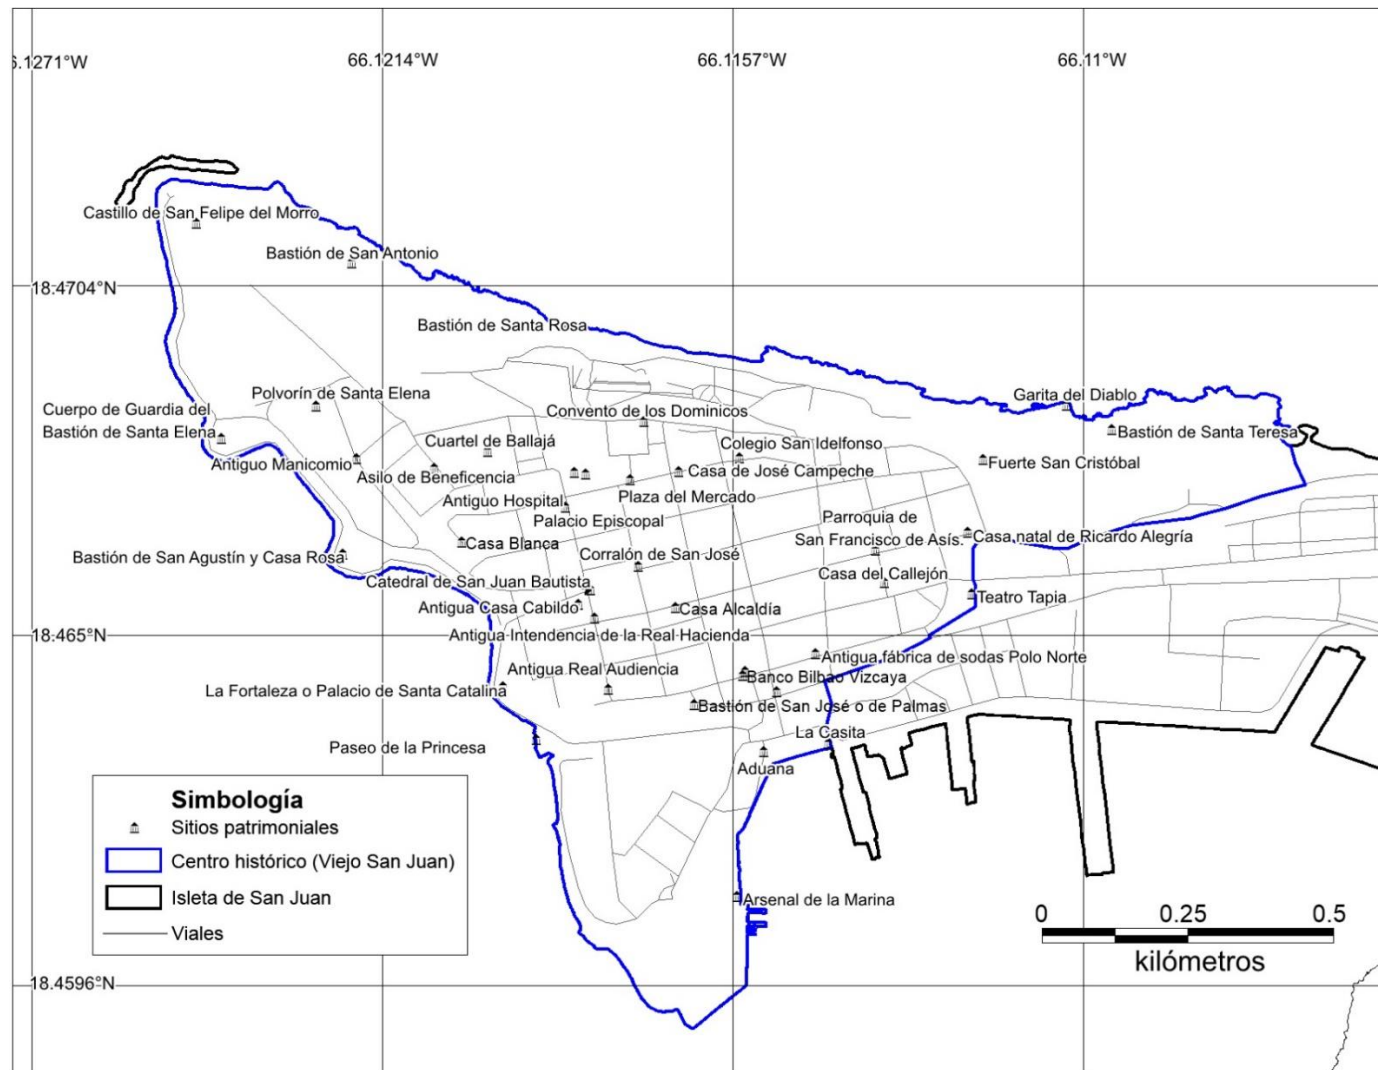 6.1271°W
66.1214°W
66.1157°W
66.11°W
Castillo de San Felipe del Morro
Bastión de San Antonio
18.4704°N
Bastión de Santa Rosa
Polvorín de Santa Elena
Garita del Diablo
Cuerpo de Guardia del
Bastión de Santa Elena
Convento de los Dominicos
Bastión de Santa Teresa
Cuartel de Ballajá
Colegio San Idelfonso
Antiguo Manicomio
Fuerte San Cristóbal
Asilo de Beneficencia
Casa de José Campeche
Plaza del Mercado
Antiguo Hospital
Palacio Episcopal
Parroquia de
San Francisco de Asís.
Casa natal de Ricardo Alegría
Casa Blanca
Corralón de San José
Bastión de San Agustín y Casa Rosa
Casa del Callejón
Catedral de San Juan Bautista
Teatro Tapia
Antigua Casa Cabildo
Casa Alcaldía
18.465°N
Antigua Intendencia de la Real Hacienda
Antigua fábrica de sodas Polo Norte
Antigua Real Audiencia
Banco Bilbao Vizcaya
La Fortaleza o Palacio de Santa Catalina
Bastión de San José o de Palmas
La Casita
Paseo de la Princesa
Aduana
Simbología
Sitios patrimoniales
Centro histórico (Viejo San Juan)
Isleta de San Juan
Viales
Arsenal de la Marina
0
0.25
0.5
kilómetros
18.4596°N